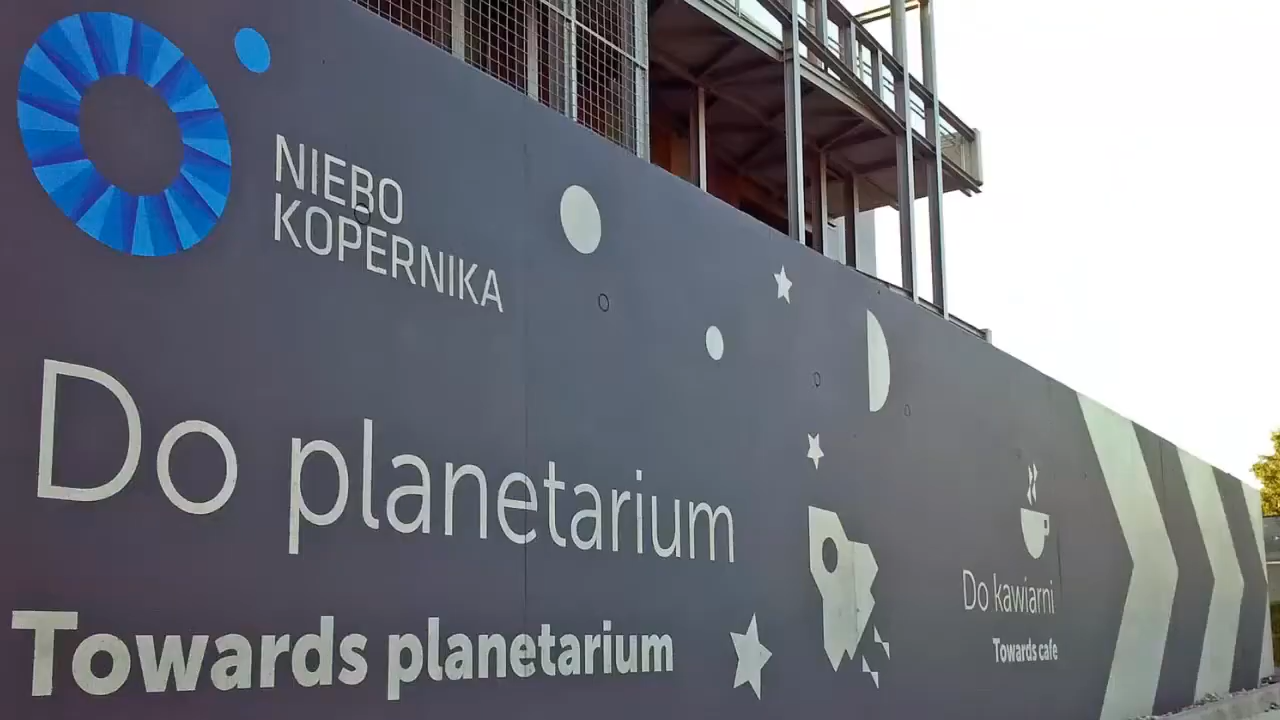 NIEBO
KOPERNIKA
Do planetarium
Towards planetarium
Do kawiarni
Towards cafe